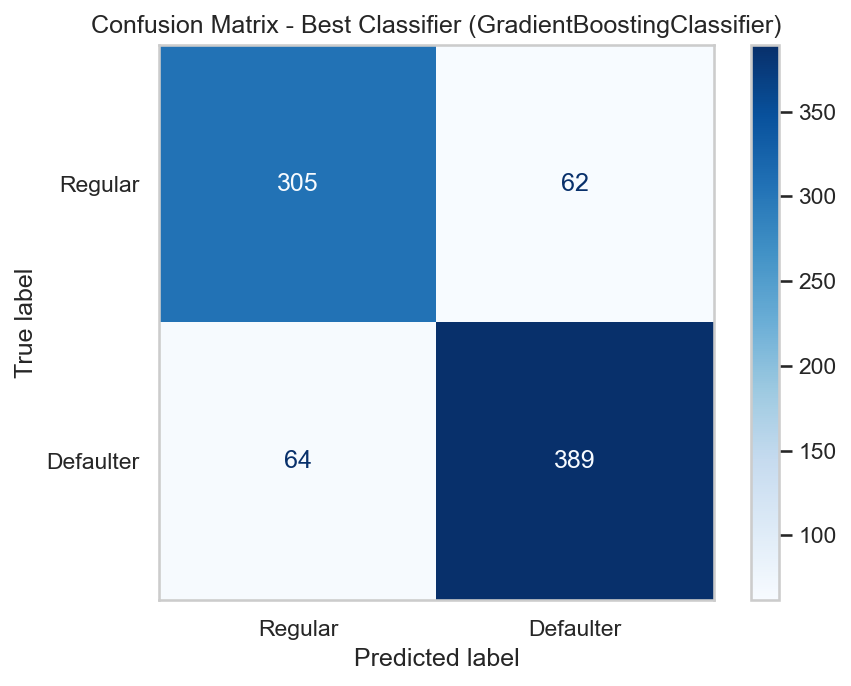 Confusion Matrix - Best Classifier (GradientBoostingClassifier)
True label
Regular
305
62
Defaulter
64
389
Regular
Defaulter
Predicted label
350
300
250
200
150
100